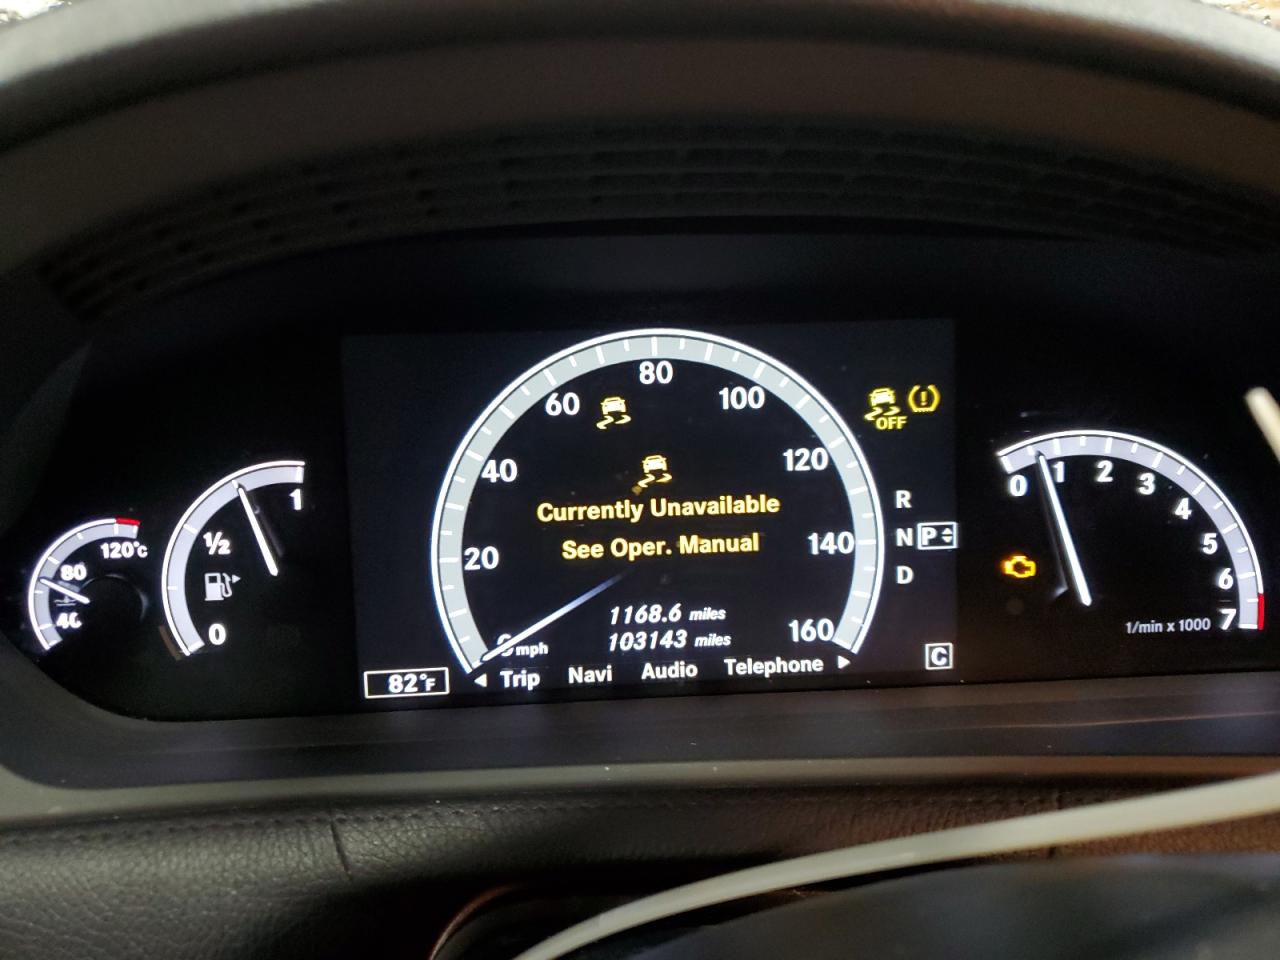 80
60
100
40
120
20
140
0 mph
160
Currently Unavailable
See Oper. Manual
1168.6 miles
103143 miles
Trip Navi Audio Telephone
82°F
OFF
R
N P
D
C
120°C
80
40
1
½
0
0 1 2 3 4 5 6 7
1/min x 1000